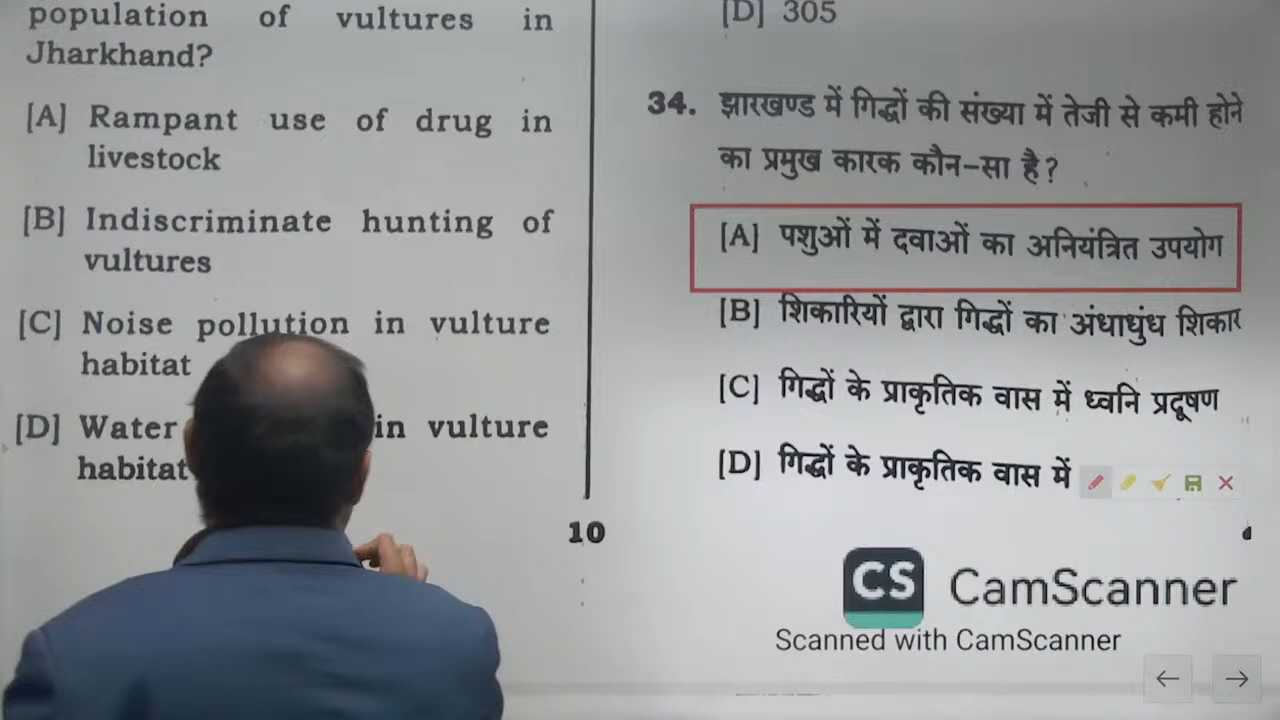 population of vultures in
Jharkhand?
[A] Rampant use of drug in
livestock
[B] Indiscriminate hunting of
vultures
[C] Noise pollution in vulture
habitat
[D] Water in vulture
habitat
[D] 305
34. झारखण्ड में गिद्धों की संख्या में तेजी से कमी होने
का प्रमुख कारक कौन-सा है?
[A] पशुओं में दवाओं का अनियंत्रित उपयोग
[B] शिकारियों द्वारा गिद्धों का अंधाधुंध शिकार
[C] गिद्धों के प्राकृतिक वास में ध्वनि प्रदूषण
[D] गिद्धों के प्राकृतिक वास में
10
CS CamScanner
Scanned with CamScanner